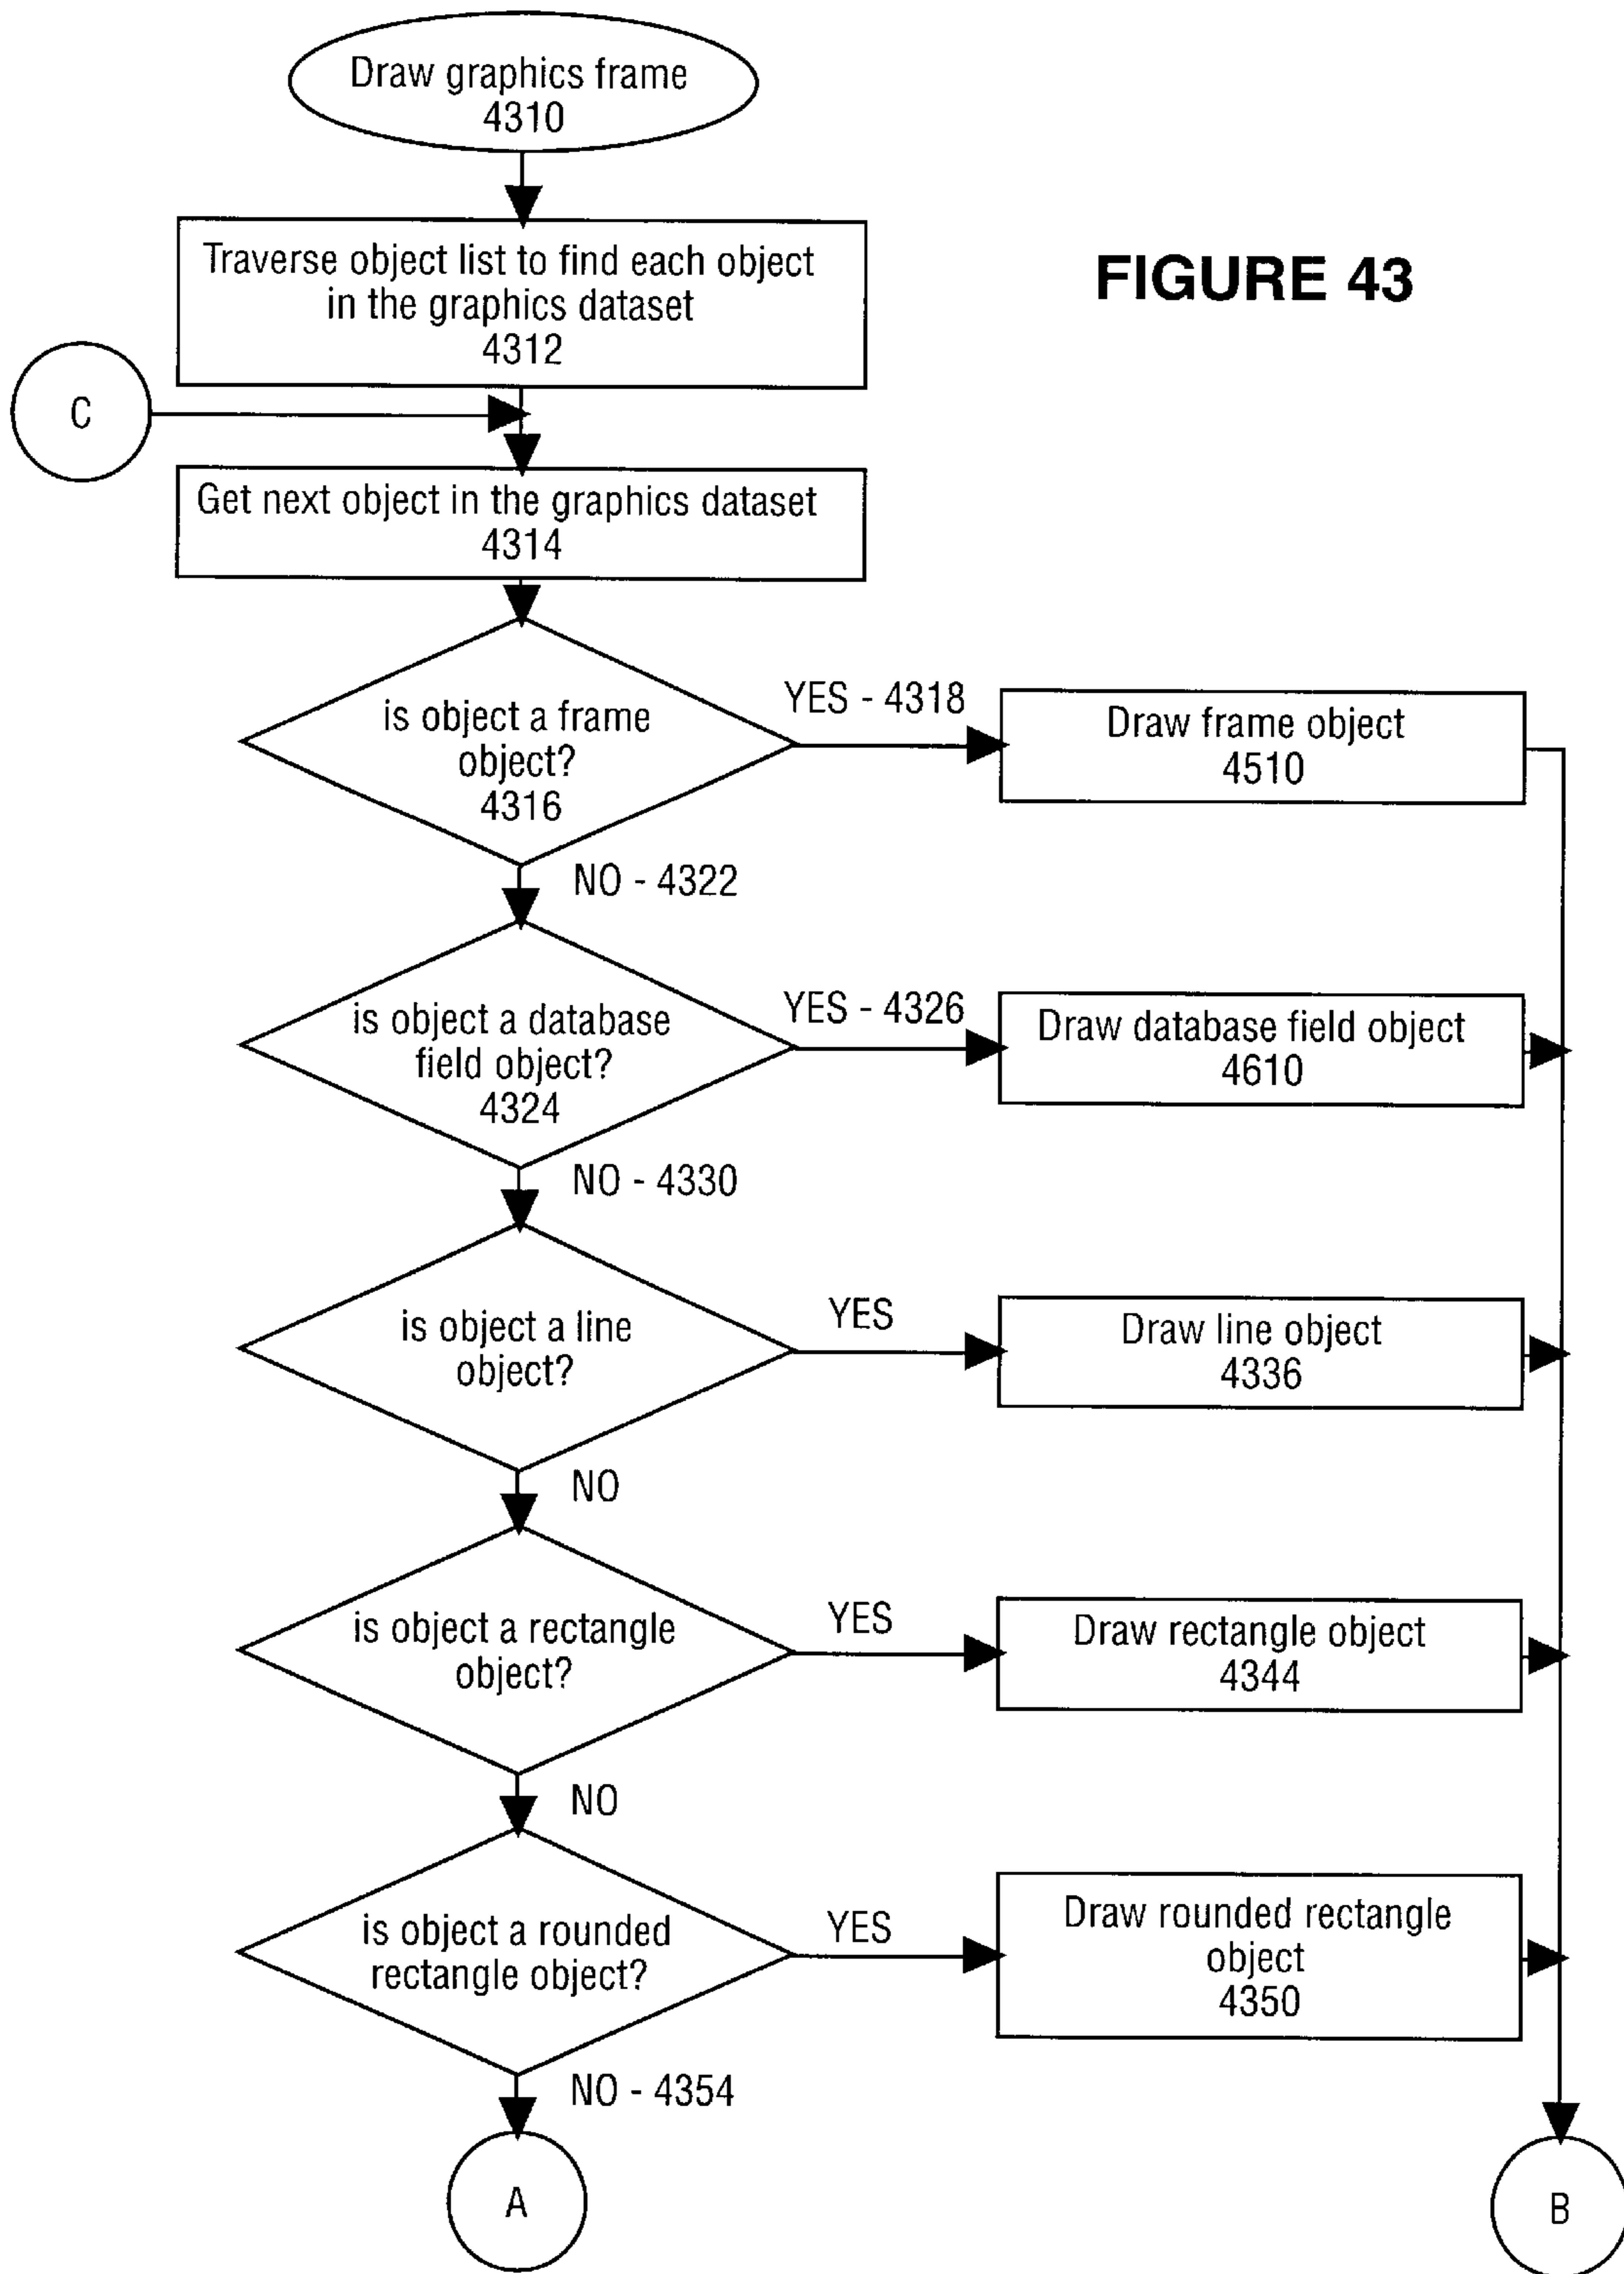 Draw graphics frame
4310
Traverse object list to find each object
in the graphics dataset
4312
FIGURE 43
C
Get next object in the graphics dataset
4314
is object a frame
object?
4316
YES - 4318
Draw frame object
4510
NO - 4322
is object a database
field object?
4324
YES - 4326
Draw database field object
4610
NO - 4330
is object a line
object?
YES
Draw line object
4336
NO
is object a rectangle
object?
YES
Draw rectangle object
4344
NO
is object a rounded
rectangle object?
YES
Draw rounded rectangle
object
4350
NO - 4354
A
B